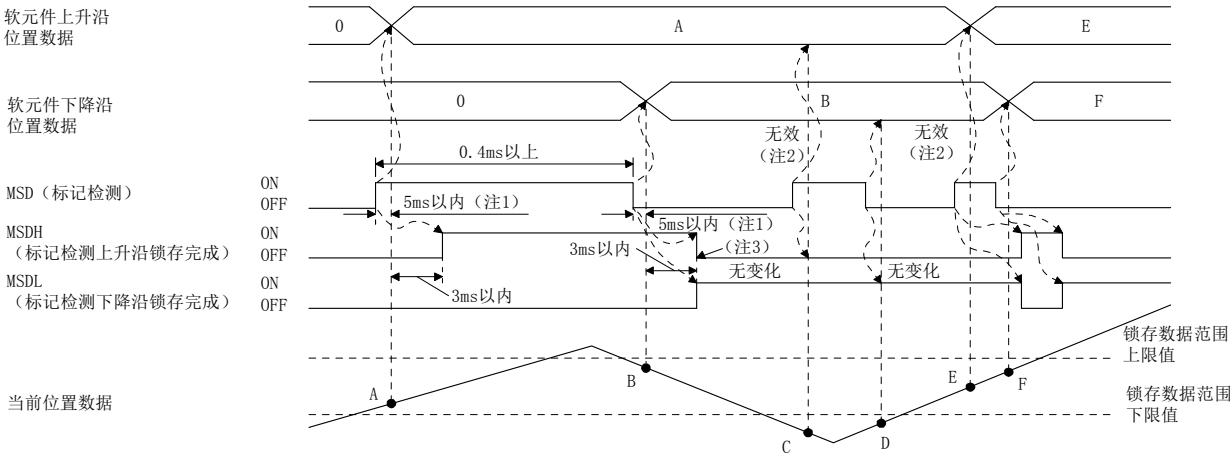 软元件上升沿
位置数据
0
A
E
软元件下降沿
位置数据
0
B
F
无效
（注2）
无效
（注2）
0.4ms以上
MSD（标记检测）
ON
OFF
5ms以内（注1）
5ms以内（注1）
MSDH
（标记检测上升沿锁存完成）
ON
OFF
3ms以内
（注3）
无变化
无变化
MSDL
（标记检测下降沿锁存完成）
ON
OFF
3ms以内
锁存数据范围
上限值
当前位置数据
A
B
C
D
E
F
锁存数据范围
下限值